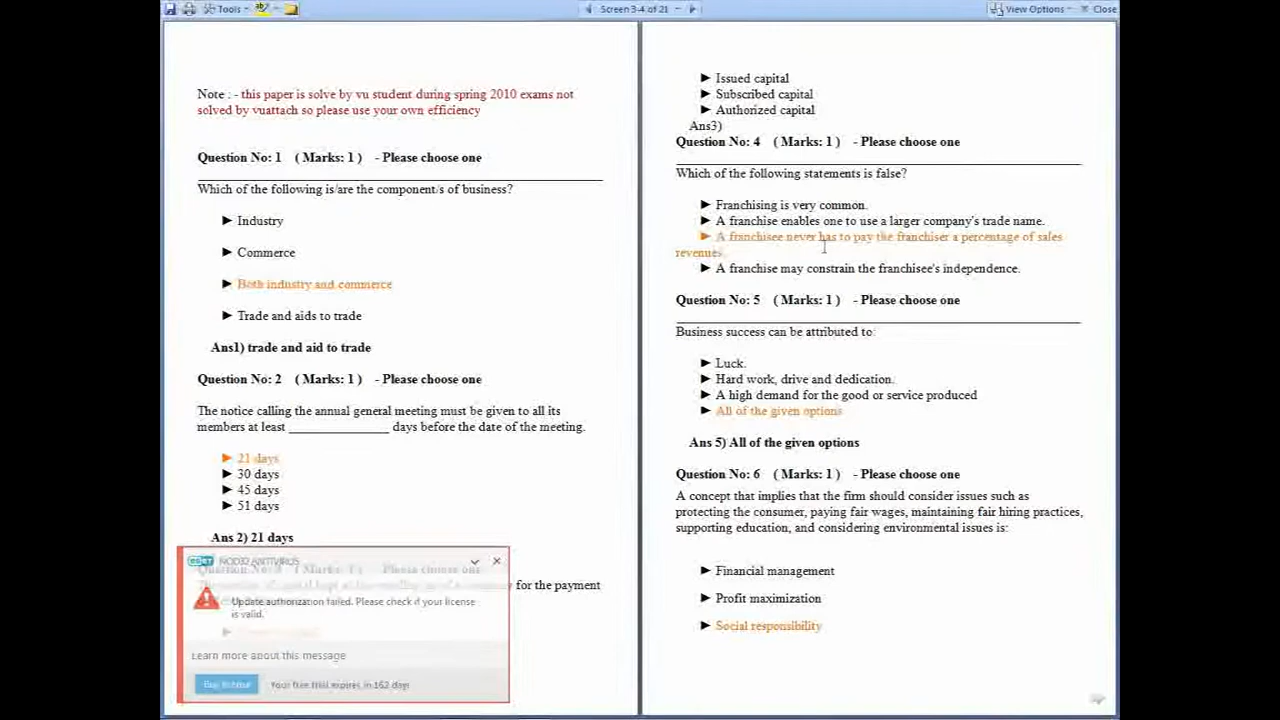 Tools
Screen 3-4 of 21
View Options
Close
Note : - this paper is solve by vu student during spring 2010 exams not
solved by vuattach so please use your own efficiency
Question No: 1 ( Marks: 1 ) - Please choose one
Which of the following is/are the component/s of business?
► Industry
► Commerce
► Both industry and commerce
► Trade and aids to trade
Ans1) trade and aid to trade
Question No: 2 ( Marks: 1 ) - Please choose one
The notice calling the annual general meeting must be given to all its
members at least ________________ days before the date of the meeting.
► 21 days
► 30 days
► 45 days
► 51 days
Ans 2) 21 days
eset NOD32 ANTIVIRUS
Please choose one
for the payment
Update authorization failed. Please check if your license
is valid.
Learn more about this message
Your free trial expires in 162 days
► Issued capital
► Subscribed capital
► Authorized capital
Ans3)
Question No: 4 ( Marks: 1 ) - Please choose one
Which of the following statements is false?
► Franchising is very common.
► A franchise enables one to use a larger company's trade name.
► A franchisee never has to pay the franchiser a percentage of sales
revenues.
► A franchise may constrain the franchisee's independence.
Question No: 5 ( Marks: 1 ) - Please choose one
Business success can be attributed to:
► Luck.
► Hard work, drive and dedication.
► A high demand for the good or service produced
► All of the given options
Ans 5) All of the given options
Question No: 6 ( Marks: 1 ) - Please choose one
A concept that implies that the firm should consider issues such as
protecting the consumer, paying fair wages, maintaining fair hiring practices,
supporting education, and considering environmental issues is:
► Financial management
► Profit maximization
► Social responsibility